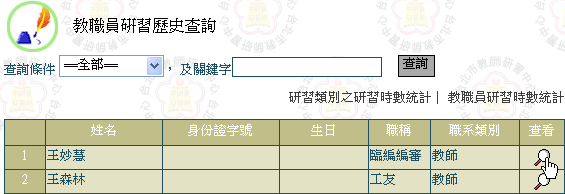 教職員研習歷史查詢
查詢條件 ==全部== ，及關鍵字 查詢
研習類別之研習時數統計｜ 教職員研習時數統計
姓名 身份證字號 生日 職稱 職系類別 查看
1 王妙慧 臨編編審 教師
2 王森林 工友 教師